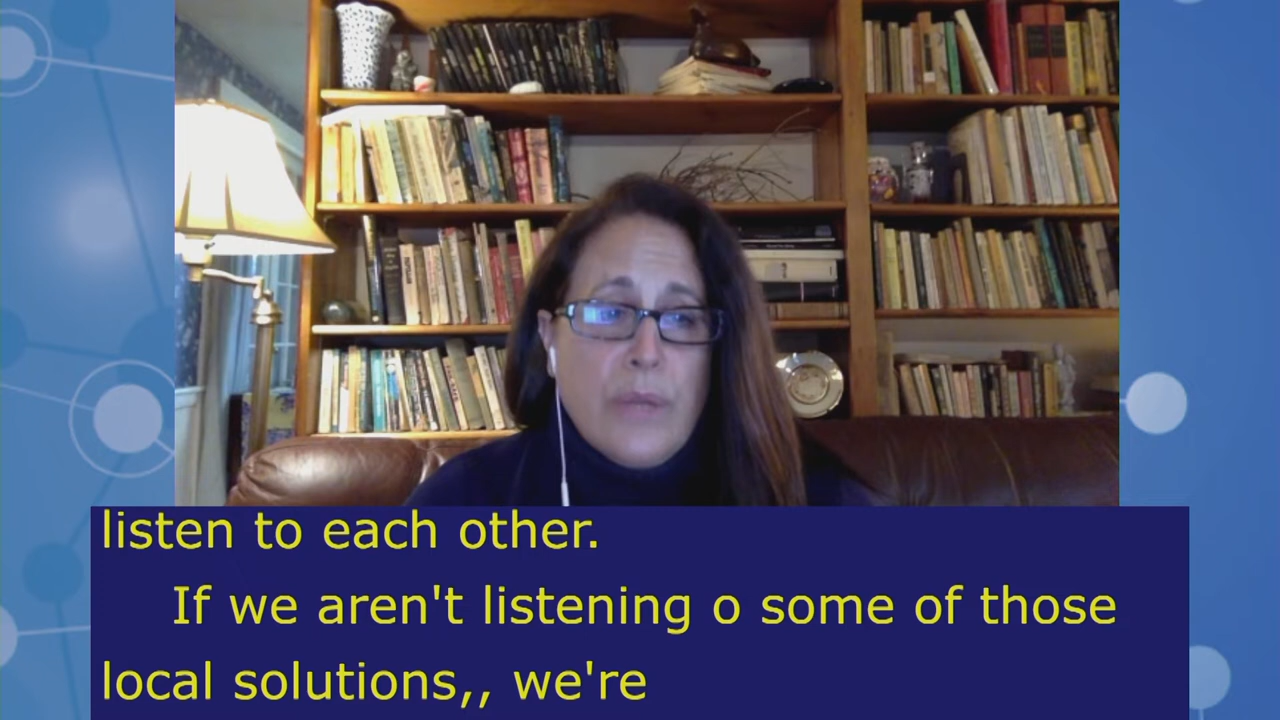 listen to each other.
If we aren't listening o some of those
local solutions,, we're